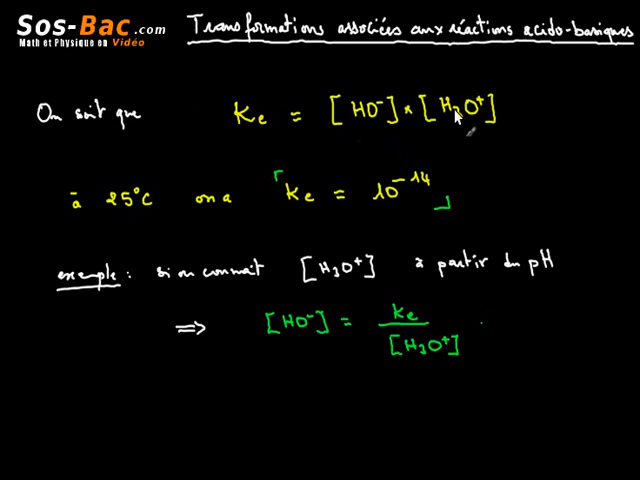 Sos-Bac.com
Math et Physique en Vidéo
Transformations associées aux réactions acido-basiques
On sait que Ke = [HO⁻] × [H₃O⁺]
à 25°C on a Ke = 10⁻¹⁴
exemple : si on connait [H₃O⁺] à partir du pH
⟹ [HO⁻] = Ke / [H₃O⁺]